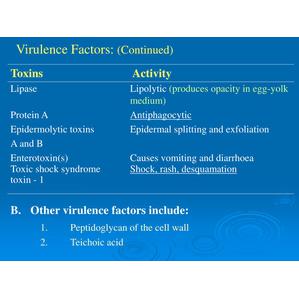 Virulence Factors: (Continued)
Toxins Activity
Lipase Lipolytic (produces opacity in egg-yolk
medium)
Protein A Antiphagocytic
Epidermolytic toxins Epidermal splitting and exfoliation
A and B
Enterotoxin(s) Causes vomiting and diarrhoea
Toxic shock syndrome Shock, rash, desquamation
toxin - 1
B. Other virulence factors include:
1. Peptidoglycan of the cell wall
2. Teichoic acid